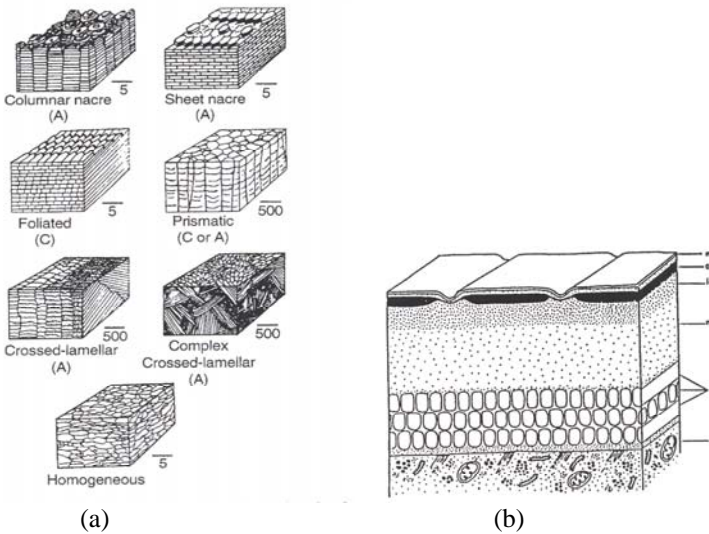 5
Columnar nacre
(A)
5
Sheet nacre
(A)
5
Foliated
(C)
500
Prismatic
(C or A)
500
Crossed-lamellar
(A)
500
Complex
Crossed-lamellar
(A)
5
Homogeneous
(a)
(b)